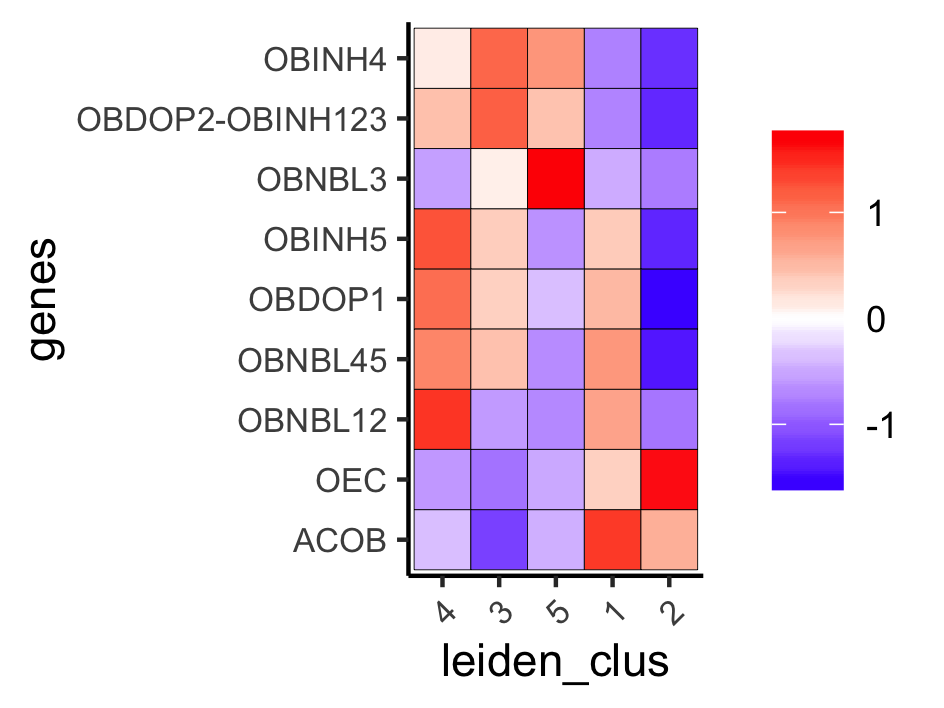 OBINH4
OBDOP2-OBINH123
OBNBL3
OBINH5
OBDOP1
OBNBL45
OBNBL12
OEC
ACOB
genes
4 3 5 1 2
leiden_clus
1
0
-1